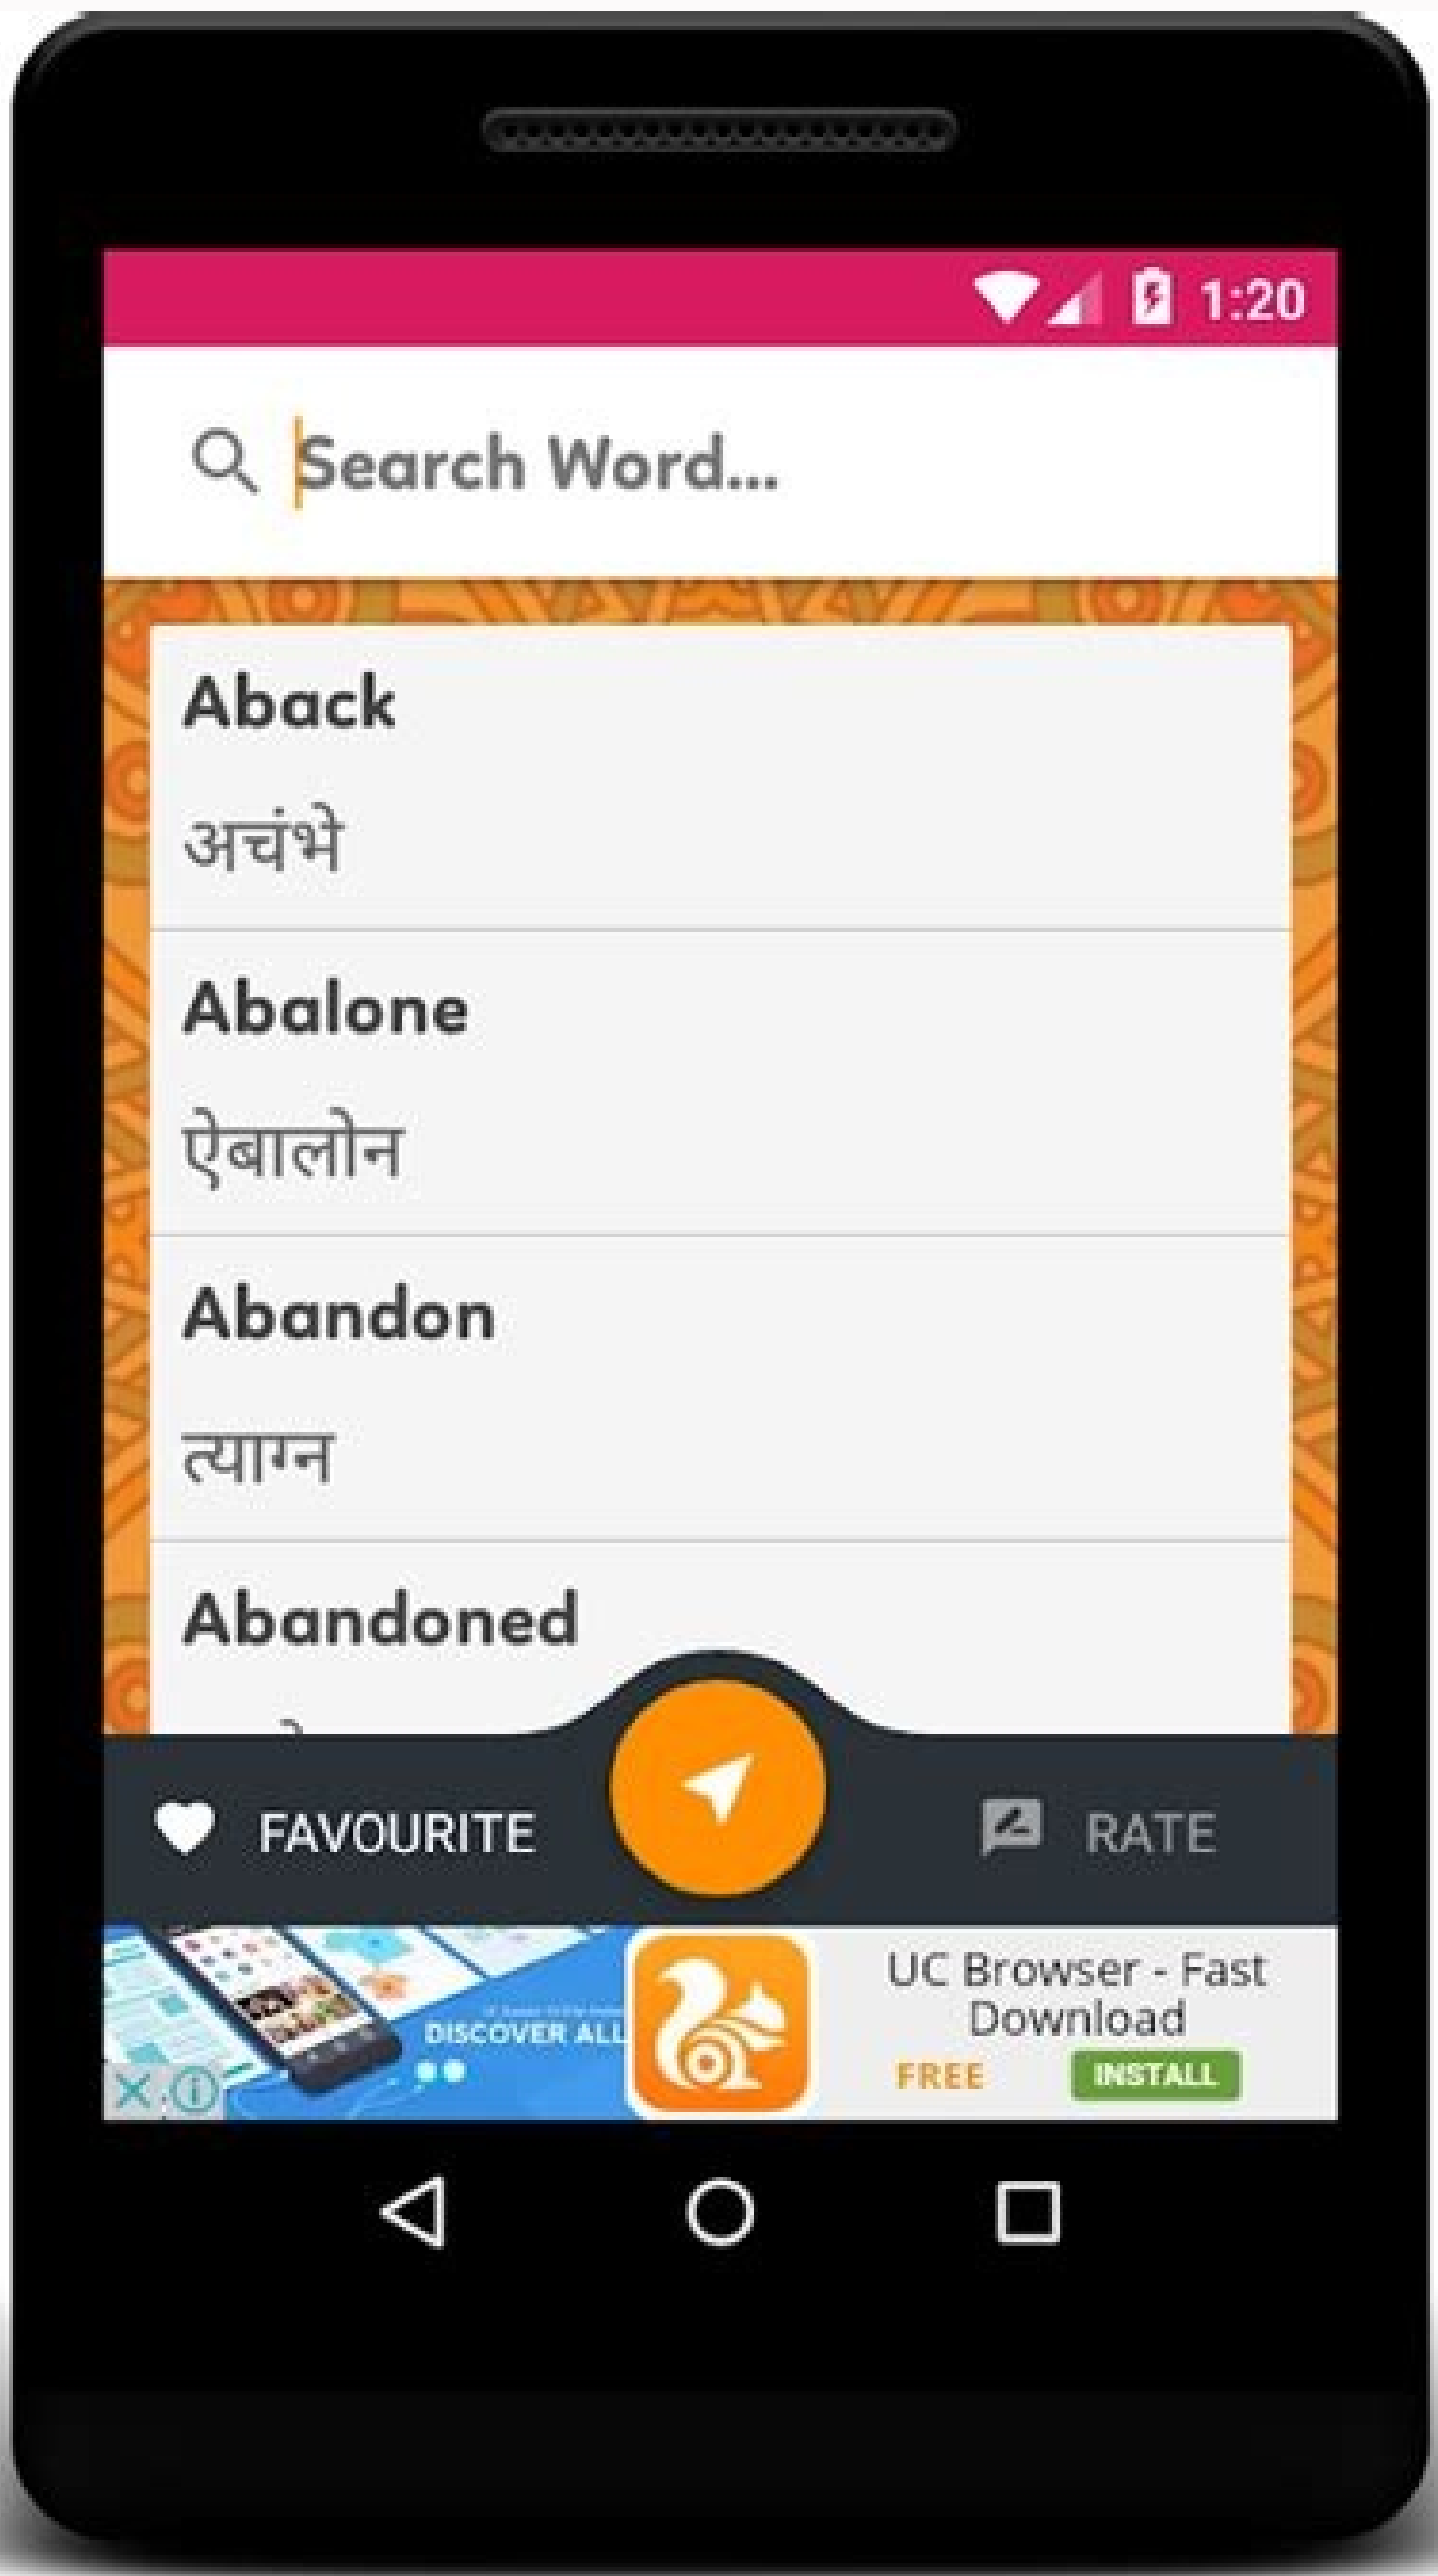 1:20
Search Word...
Aback
अचंभे
Abalone
ऐबालोन
Abandon
त्याग्न
Abandoned
FAVOURITE
RATE
DISCOVER ALL
UC Browser - Fast
Download
FREE
INSTALL